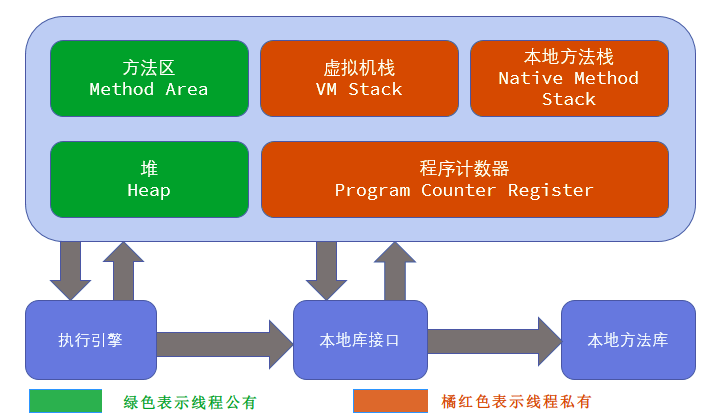 方法区
Method Area
虚拟机栈
VM Stack
本地方法栈
Native Method
Stack
堆
Heap
程序计数器
Program Counter Register
执行引擎
本地库接口
本地方法库
绿色表示线程公有
橘红色表示线程私有